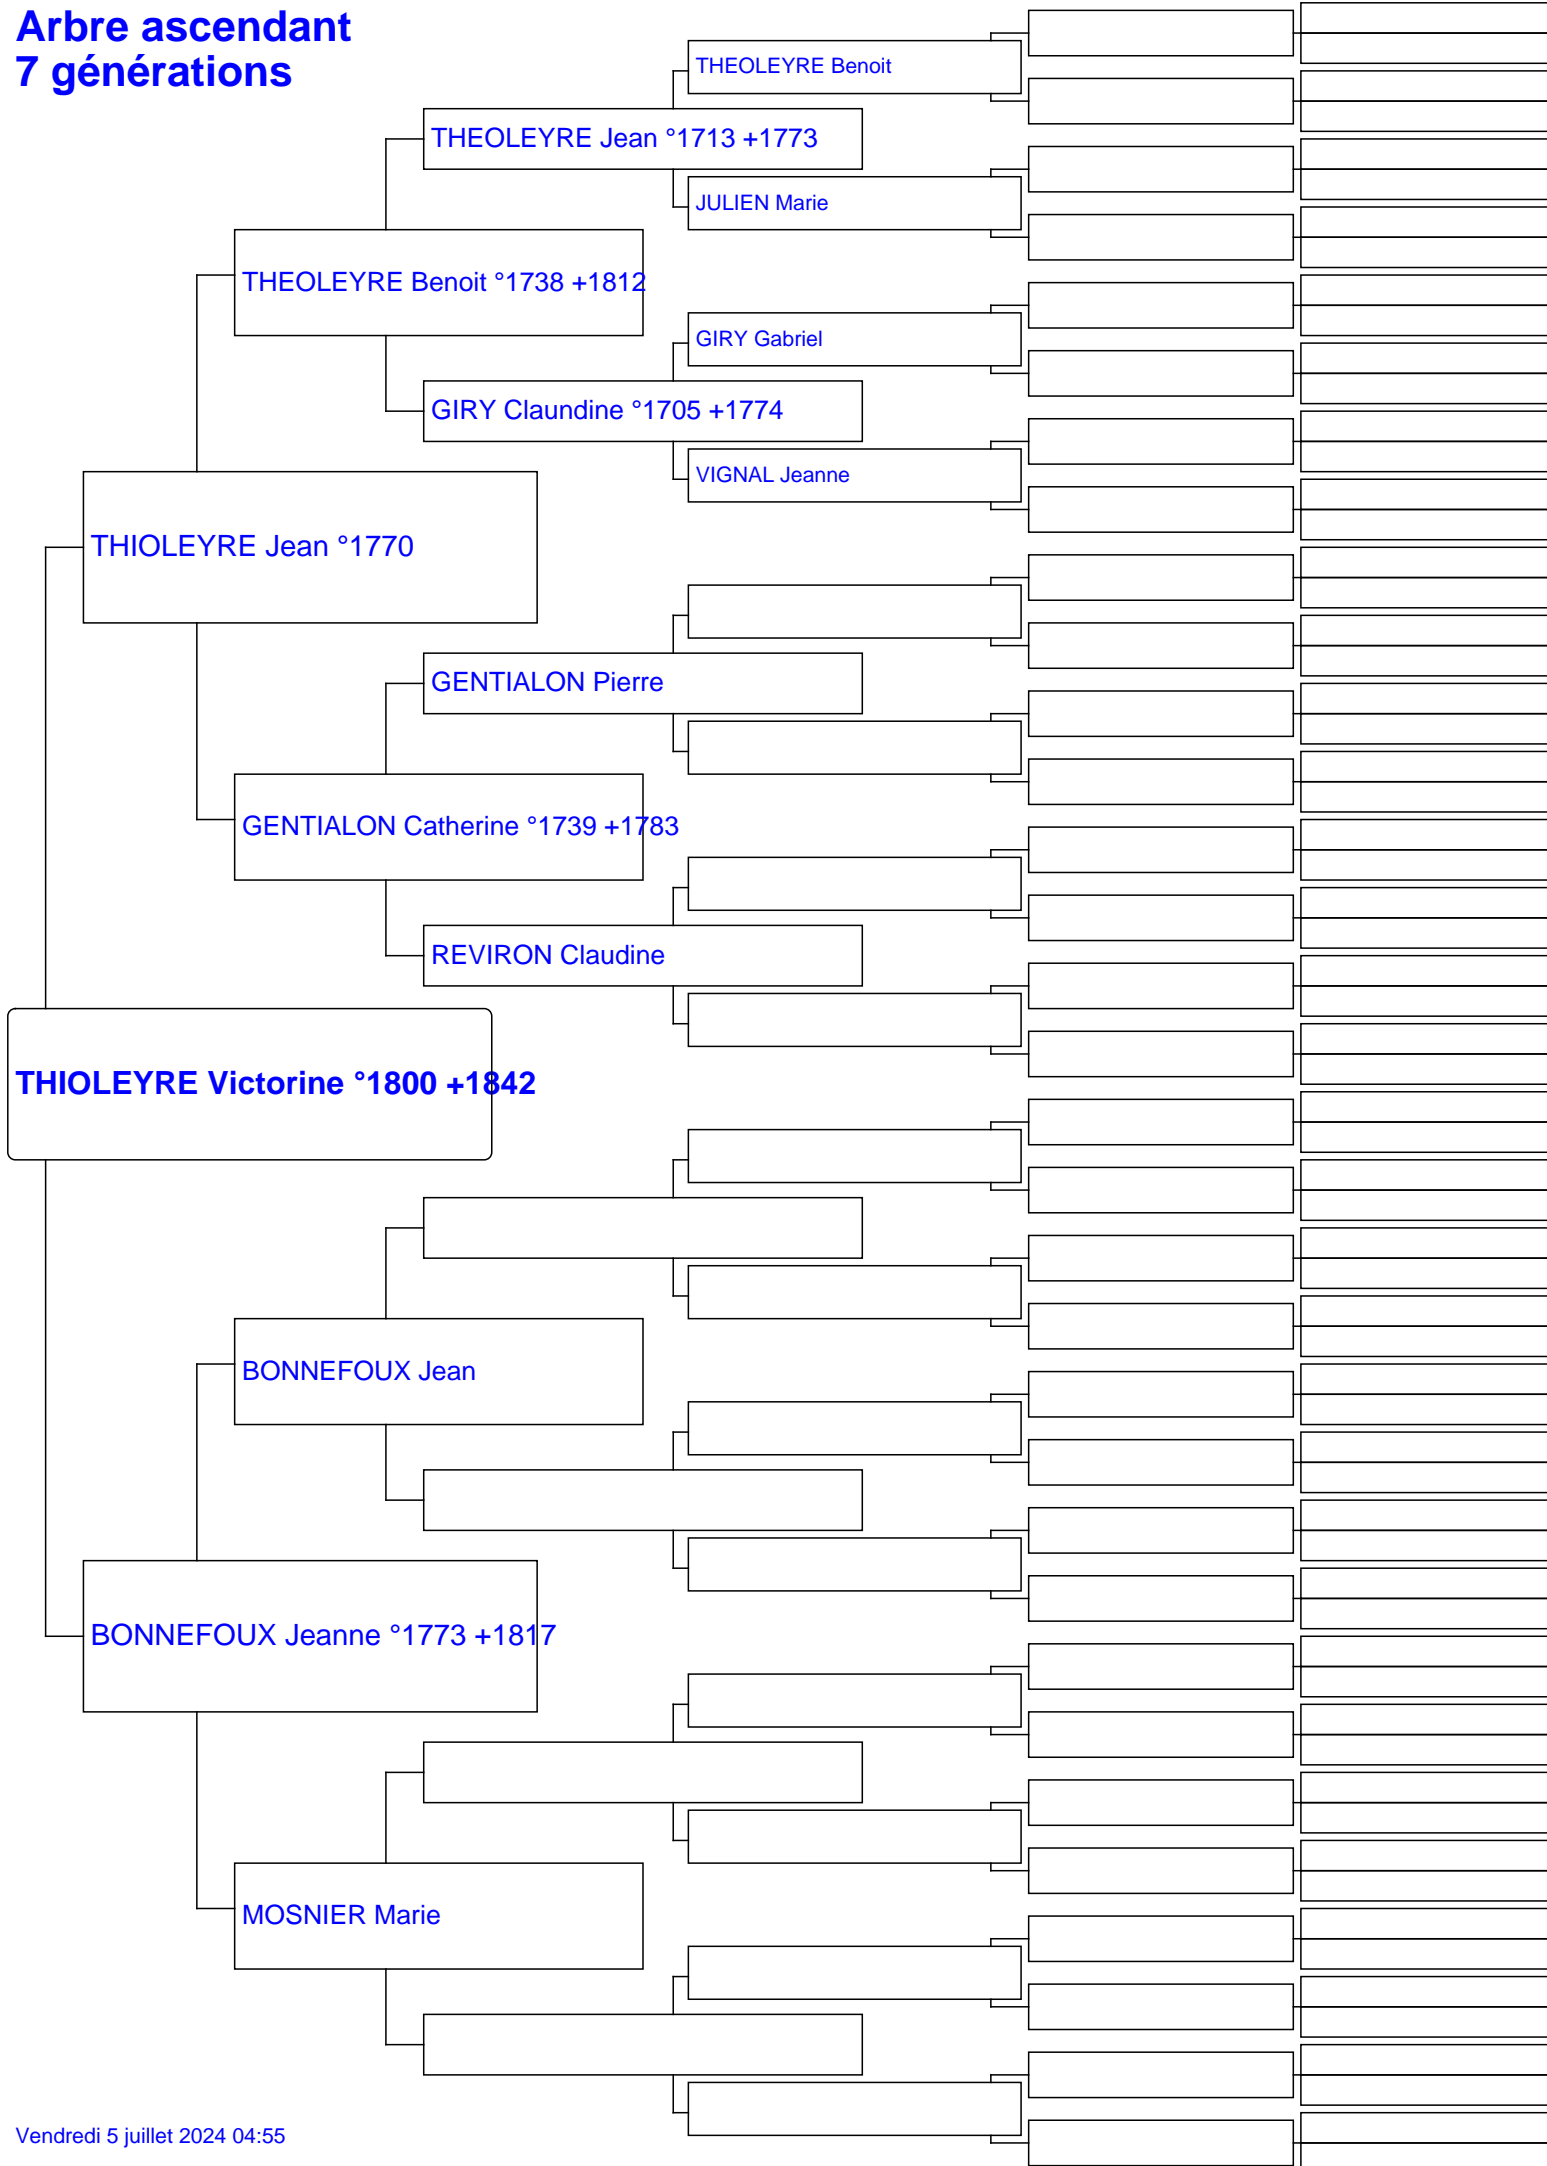 Arbre ascendant
7 générations
THEOLEYRE Benoit
THEOLEYRE Jean °1713 +1773
JULIEN Marie
THEOLEYRE Benoit °1738 +1812
GIRY Gabriel
GIRY Claundine °1705 +1774
VIGNAL Jeanne
THIOLEYRE Jean °1770
GENTIALON Pierre
GENTIALON Catherine °1739 +1783
REVIRON Claudine
THIOLEYRE Victorine °1800 +1842
BONNEFOUX Jean
BONNEFOUX Jeanne °1773 +1817
MOSNIER Marie
Vendredi 5 juillet 2024 04:55